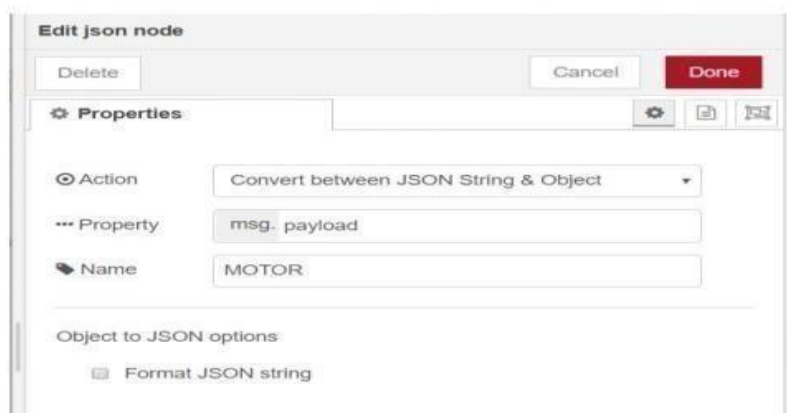 Edit json node
Delete Cancel Done
Properties
Action Convert between JSON String & Object
Property msg. payload
Name MOTOR
Object to JSON options
Format JSON string